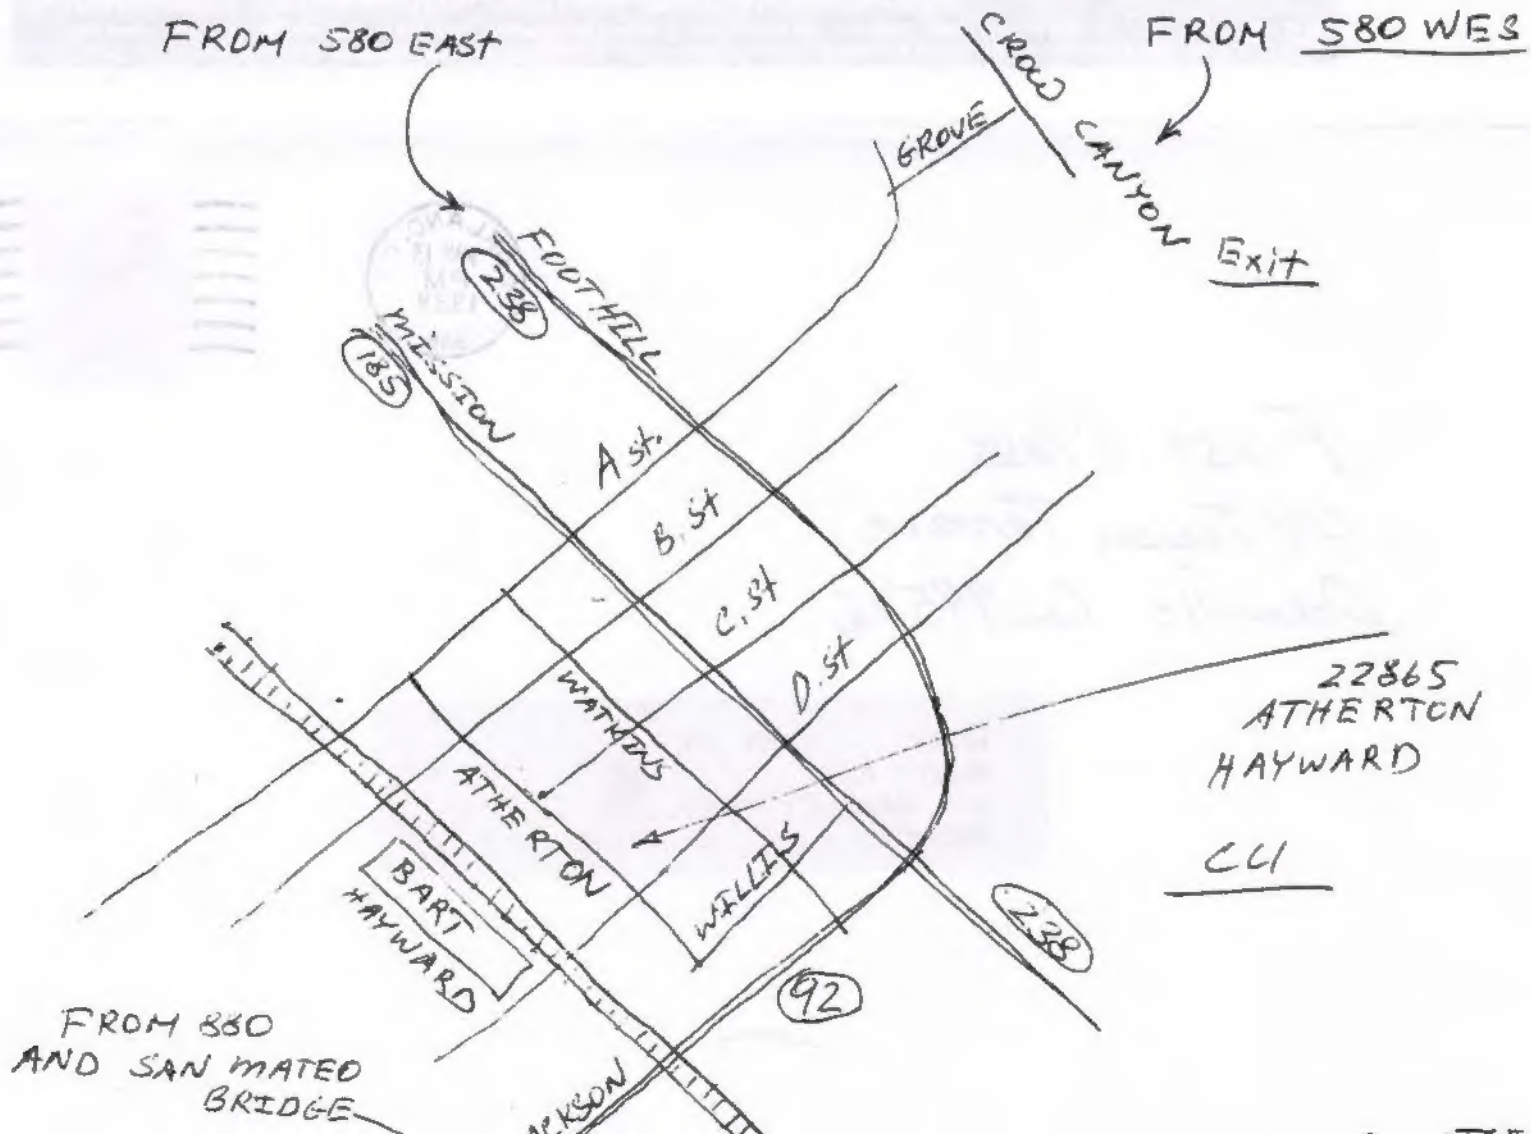 FROM 580 EAST
FROM 580 WES
CROW CANYON Exit
GROVE
FOOTHILL
238
MISSION
185
A st.
B. st
C. st
D. st
WATKINS
ATHERTON
WILLIS
22865
ATHERTON
HAYWARD
BART
HAYWARD
238
92
FROM 880
AND SAN MATEO
BRIDGE